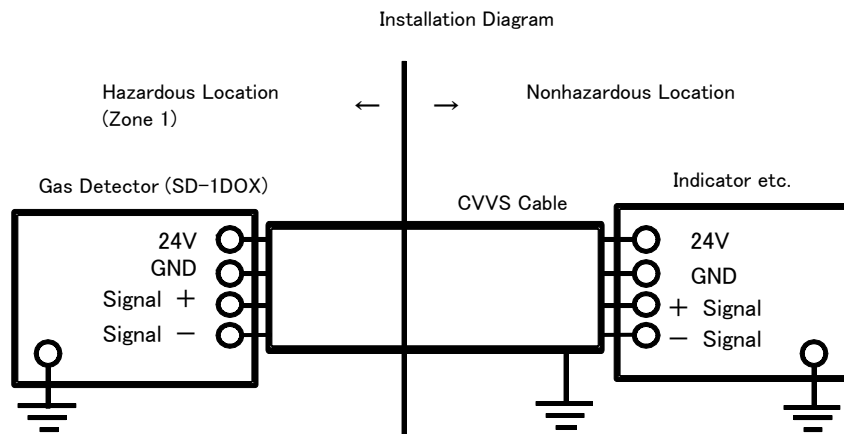 Installation Diagram
Hazardous Location
(Zone 1)
← →
Nonhazardous Location
Gas Detector (SD-1DOX)
CVVS Cable
Indicator etc.
24V
GND
Signal +
Signal −
24V
GND
+ Signal
− Signal